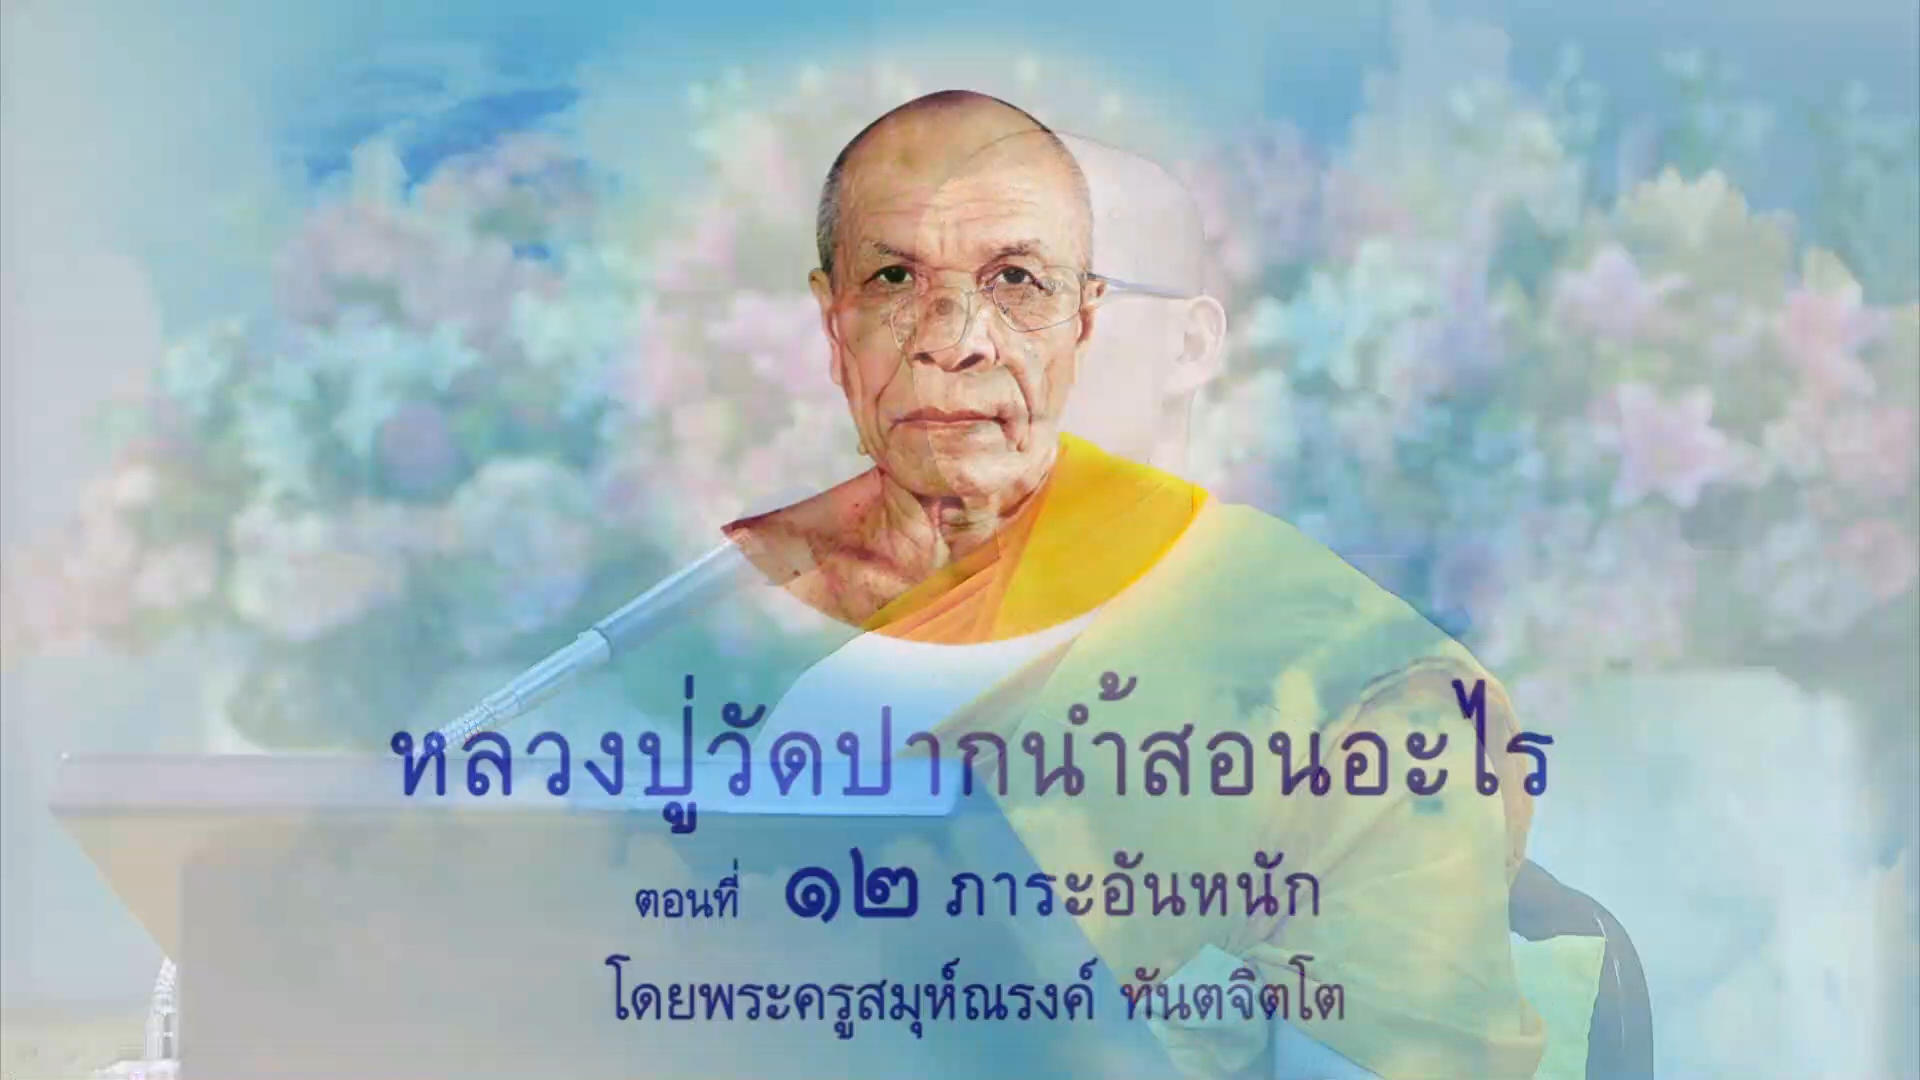 หลวงปู่วัดปากน้ำสอนอะไร
ตอนที่ ๑๒ ภาระอันหนัก
โดยพระครูสมุห์ณรงค์ ทันตจิตโต